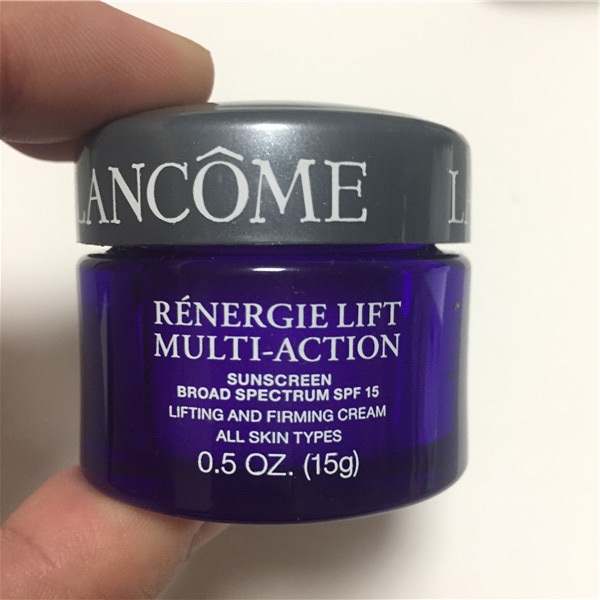 LANCÔME
RÉNERGIE LIFT
MULTI-ACTION
SUNSCREEN
BROAD SPECTRUM SPF 15
LIFTING AND FIRMING CREAM
ALL SKIN TYPES
0.5 OZ. (15g)